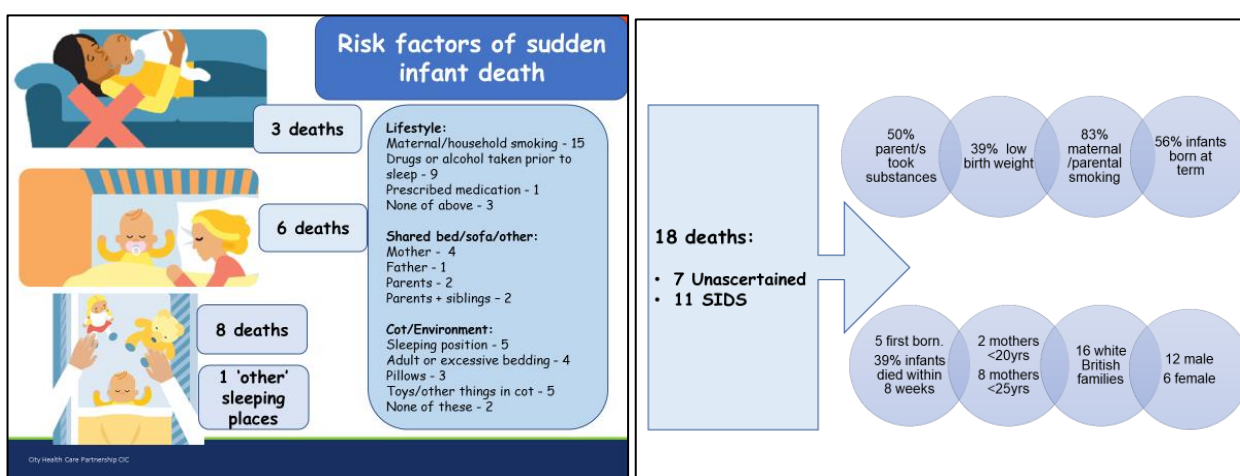 Risk factors of sudden
infant death
3 deaths
6 deaths
8 deaths
1 'other'
sleeping
places
Lifestyle:
Maternal/household smoking - 15
Drugs or alcohol taken prior to
sleep - 9
Prescribed medication - 1
None of above - 3
Shared bed/sofa/other:
Mother - 4
Father - 1
Parents - 2
Parents + siblings – 2
Cot/Environment:
Sleeping position - 5
Adult or excessive bedding - 4
Pillows - 3
Toys/other things in cot - 5
None of these - 2
City Health Care Partnership CIC
18 deaths:
• 7 Unascertained
• 11 SIDS
50%
parent/s
took
substances
39% low
birth weight
83%
maternal
/parental
smoking
56% infants
born at
term
5 first born.
39% infants
died within
8 weeks
2 mothers
<20yrs
8 mothers
<25yrs
16 white
British
families
12 male
6 female